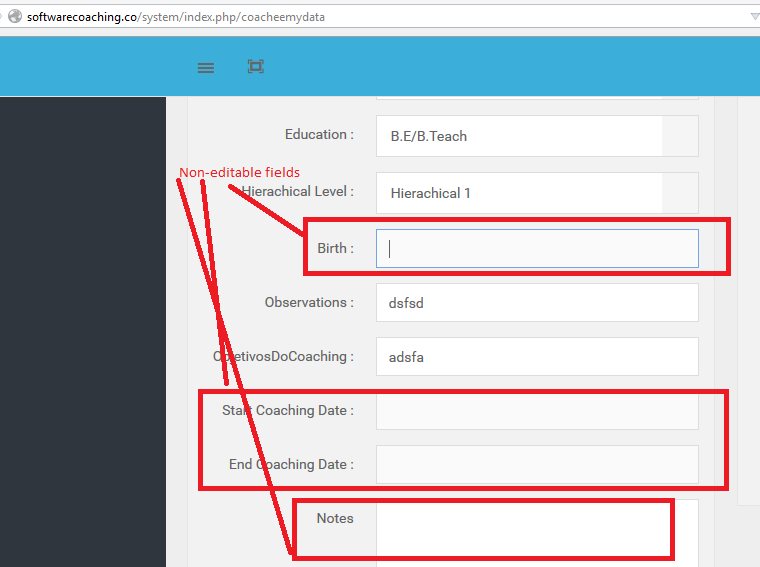 softwarecoaching.co/system/index.php/coacheemydata
Education : B.E/B.Teach
Non-editable fields
Hierachical Level : Hierachical 1
Birth :
Observations : dsfsd
ObjetivosDoCoaching : adsfa
Start Coaching Date :
End Coaching Date :
Notes